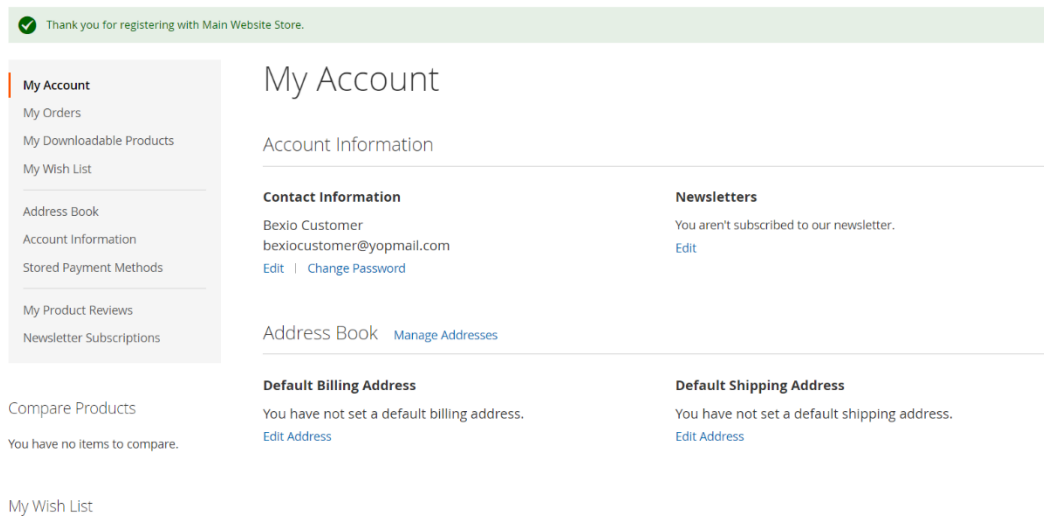 Thank you for registering with Main Website Store.
My Account
My Orders
My Downloadable Products
My Wish List
Address Book
Account Information
Stored Payment Methods
My Product Reviews
Newsletter Subscriptions
Compare Products
You have no items to compare.
My Wish List
My Account
Account Information
Contact Information
Bexio Customer
bexiocustomer@yopmail.com
Edit | Change Password
Newsletters
You aren't subscribed to our newsletter.
Edit
Address Book Manage Addresses
Default Billing Address
You have not set a default billing address.
Edit Address
Default Shipping Address
You have not set a default shipping address.
Edit Address